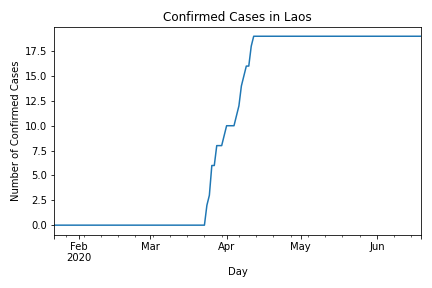 Confirmed Cases in Laos
Number of Confirmed Cases
17.5
15.0
12.5
10.0
7.5
5.0
2.5
0.0
Feb Mar Apr May Jun
2020
Day